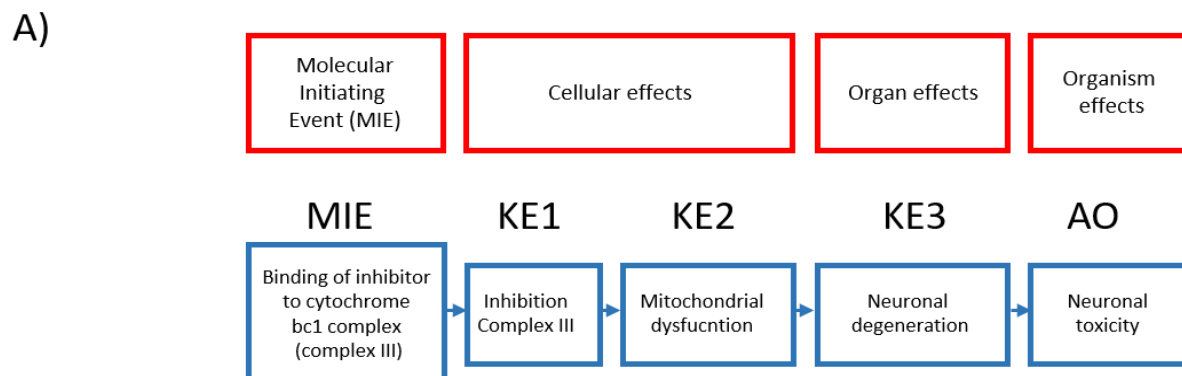 A)
Molecular
Initiating
Event (MIE)
Cellular effects
Organ effects
Organism
effects
MIE
KE1
KE2
KE3
AO
Binding of inhibitor
to cytochrome
bc1 complex
(complex III)
Inhibition
Complex III
Mitochondrial
dysfucntion
Neuronal
degeneration
Neuronal
toxicity